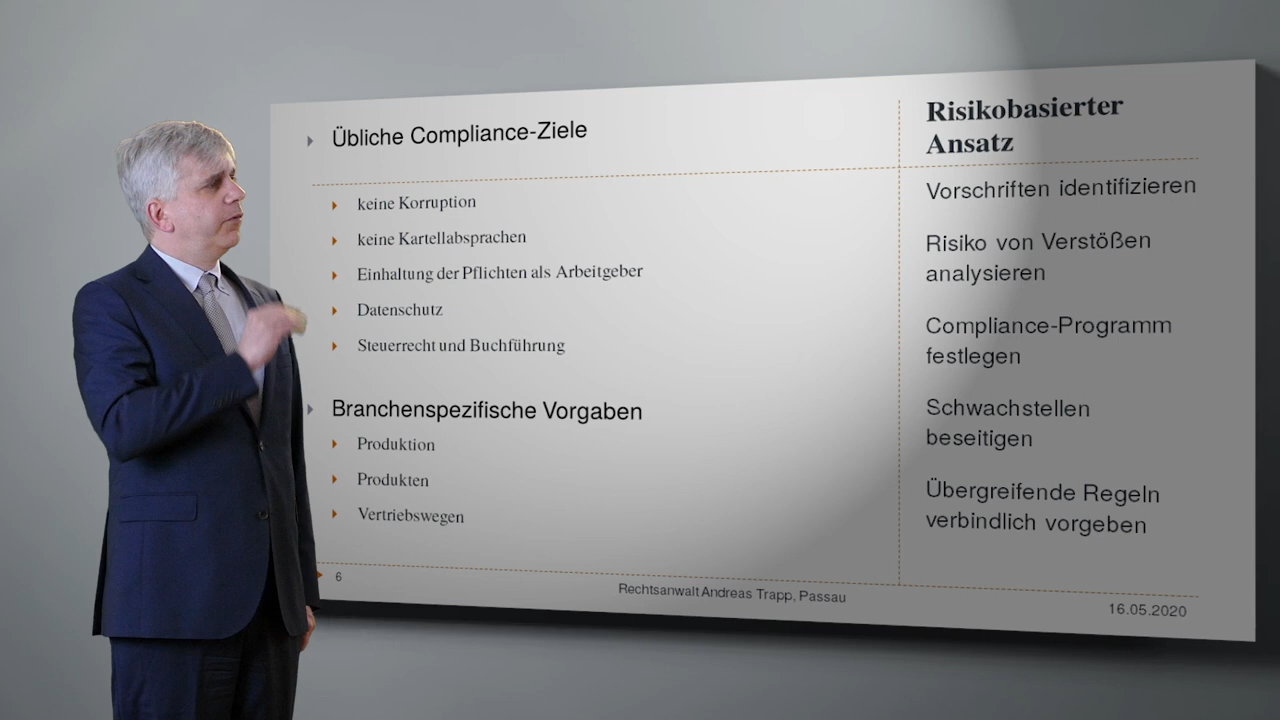 Übliche Compliance-Ziele
keine Korruption
keine Kartellabsprachen
Einhaltung der Pflichten als Arbeitgeber
Datenschutz
Steuerrecht und Buchführung
Branchenspezifische Vorgaben
Produktion
Produkten
Vertriebswegen
Risikobasierter
Ansatz
Vorschriften identifizieren
Risiko von Verstößen
analysieren
Compliance-Programm
festlegen
Schwachstellen
beseitigen
Übergreifende Regeln
verbindlich vorgeben
6
Rechtsanwalt Andreas Trapp, Passau
16.05.2020